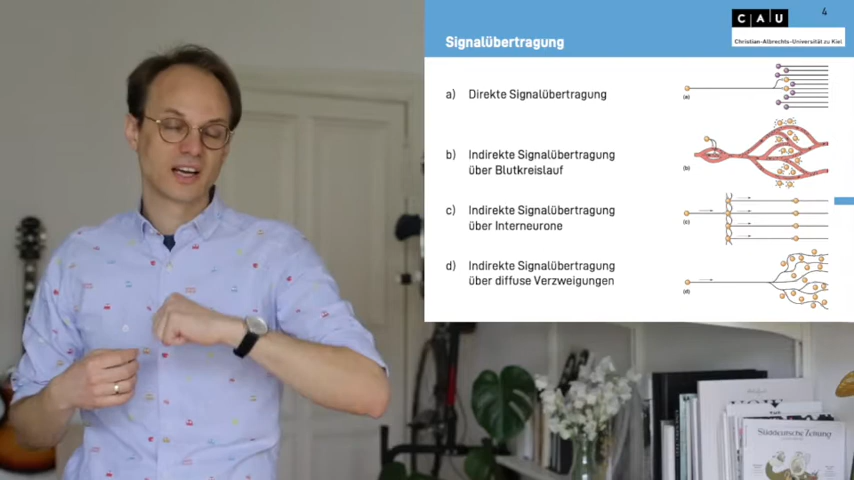 4
CAU
Christian-Albrechts-Universität zu Kiel
Signalübertragung
a) Direkte Signalübertragung
(a)
b) Indirekte Signalübertragung
über Blutkreislauf
(b)
c) Indirekte Signalübertragung
über Interneurone
(c)
d) Indirekte Signalübertragung
über diffuse Verzweigungen
(d)
Süddeutsche Zeitung